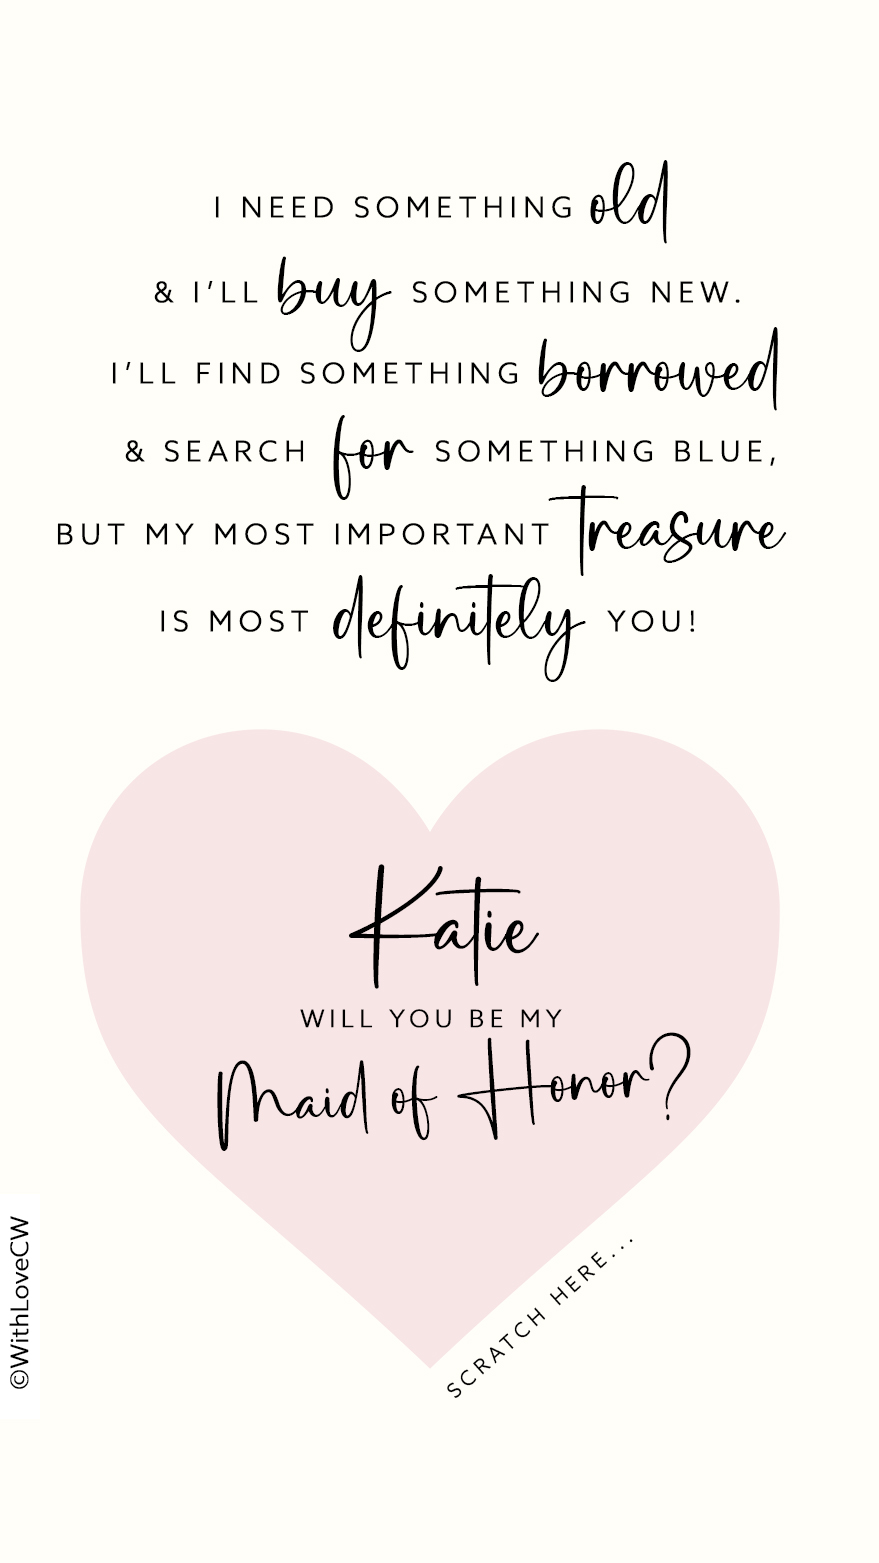 I NEED SOMETHING old
& I'LL buy SOMETHING NEW.
I'LL FIND SOMETHING borrowed
& SEARCH for SOMETHING BLUE,
BUT MY MOST IMPORTANT treasure
IS MOST definitely YOU!
Katie
WILL YOU BE MY
Maid of Honor?
SCRATCH HERE...
©WithLoveCW